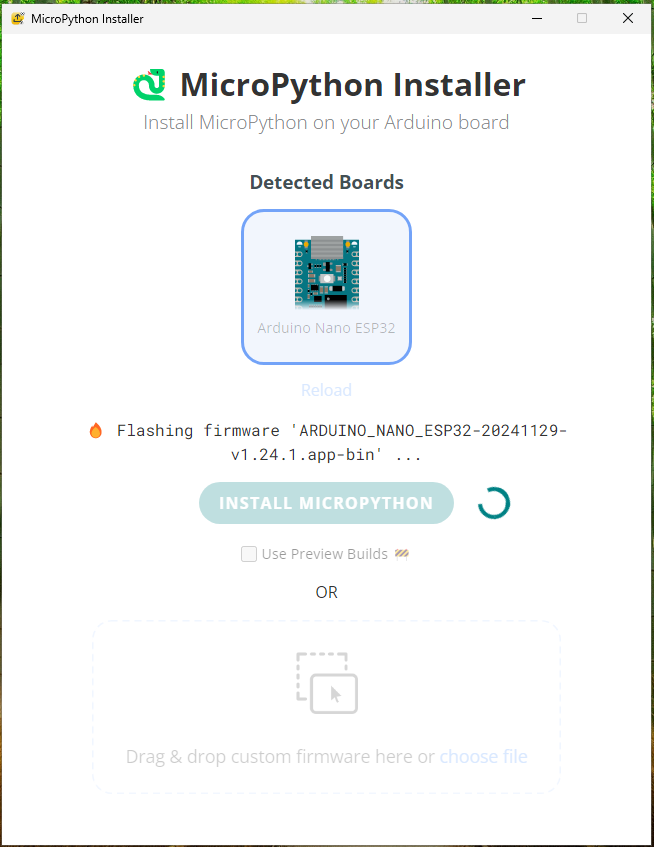 MicroPython Installer
MicroPython Installer
Install MicroPython on your Arduino board
Detected Boards
Arduino Nano ESP32
Reload
Flashing firmware 'ARDUINO_NANO_ESP32-20241129-
v1.24.1.app-bin' ...
INSTALL MICROPYTHON
Use Preview Builds
OR
Drag & drop custom firmware here or choose file